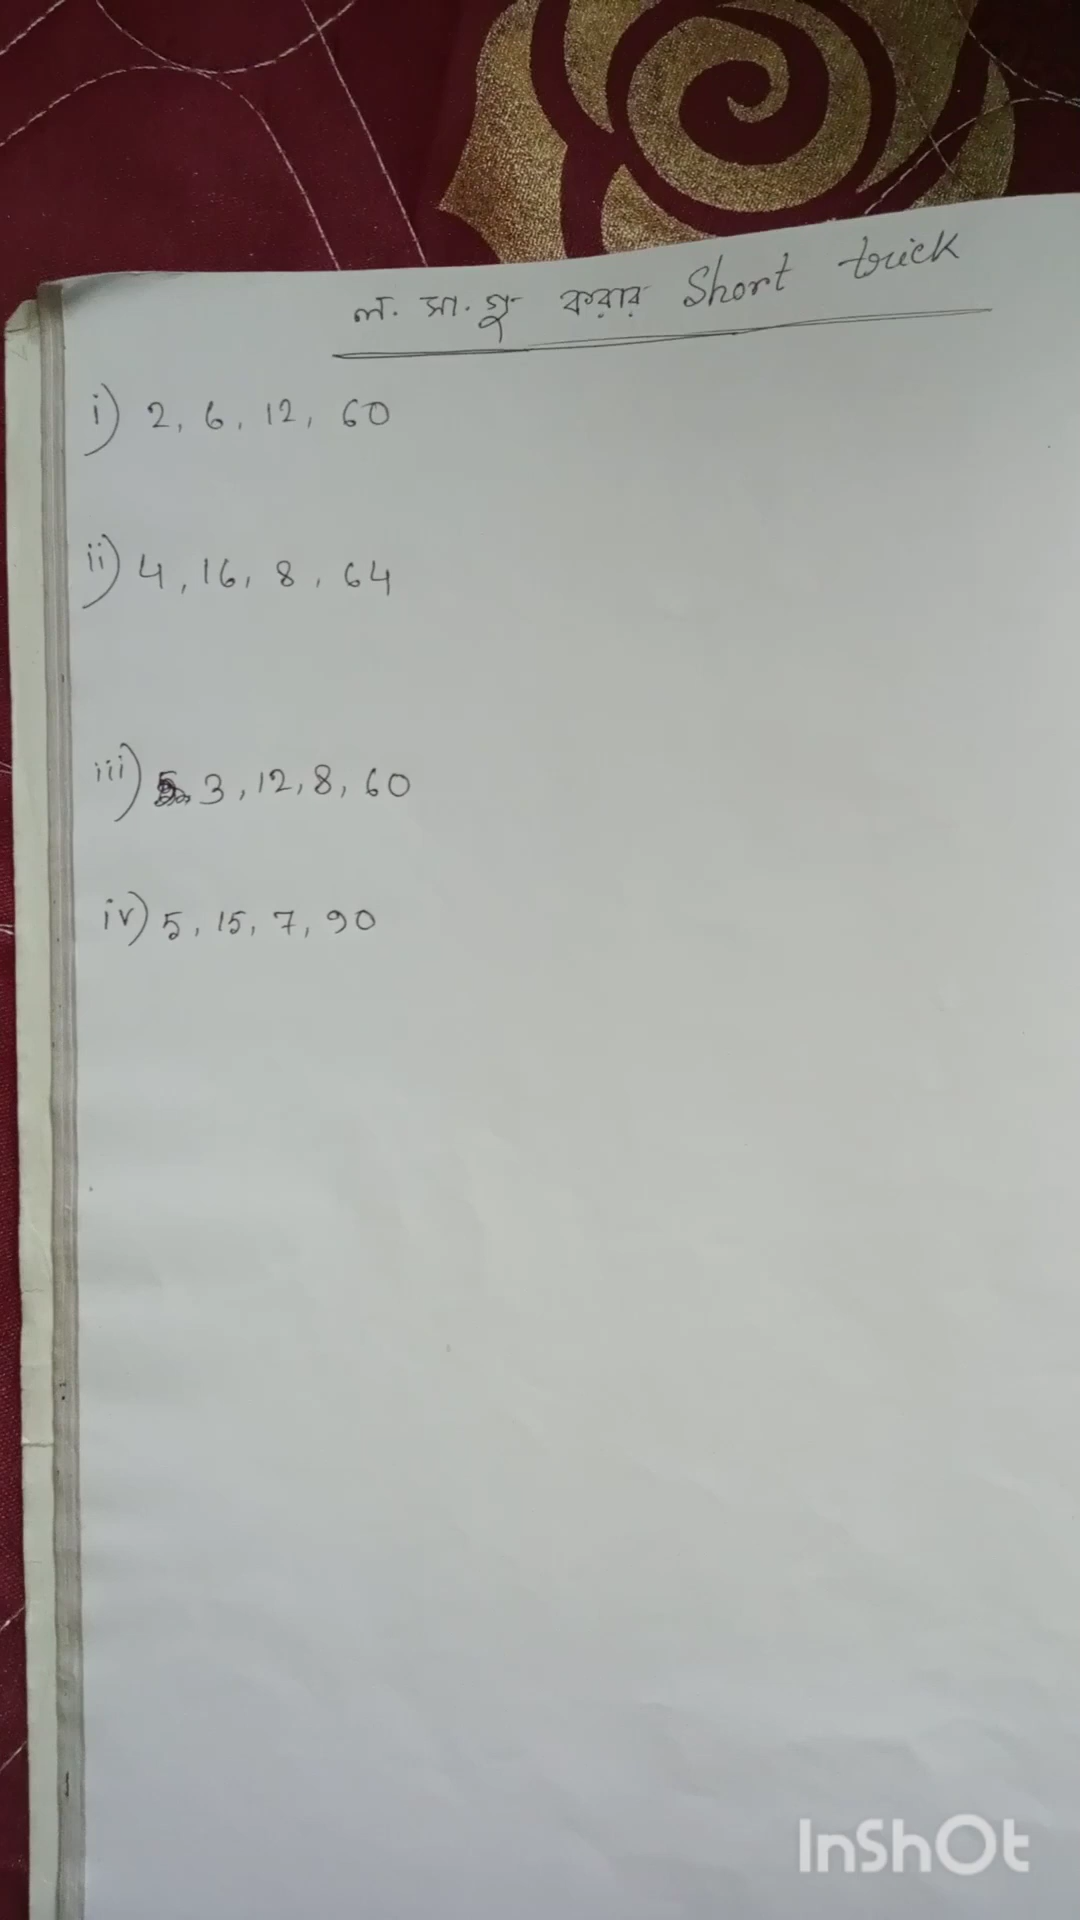 ল. সা. গু করার Short trick
i) 2, 6, 12, 60
ii) 4, 16, 8, 64
iii) 3, 12, 8, 60
iv) 5, 15, 7, 90
InShOt